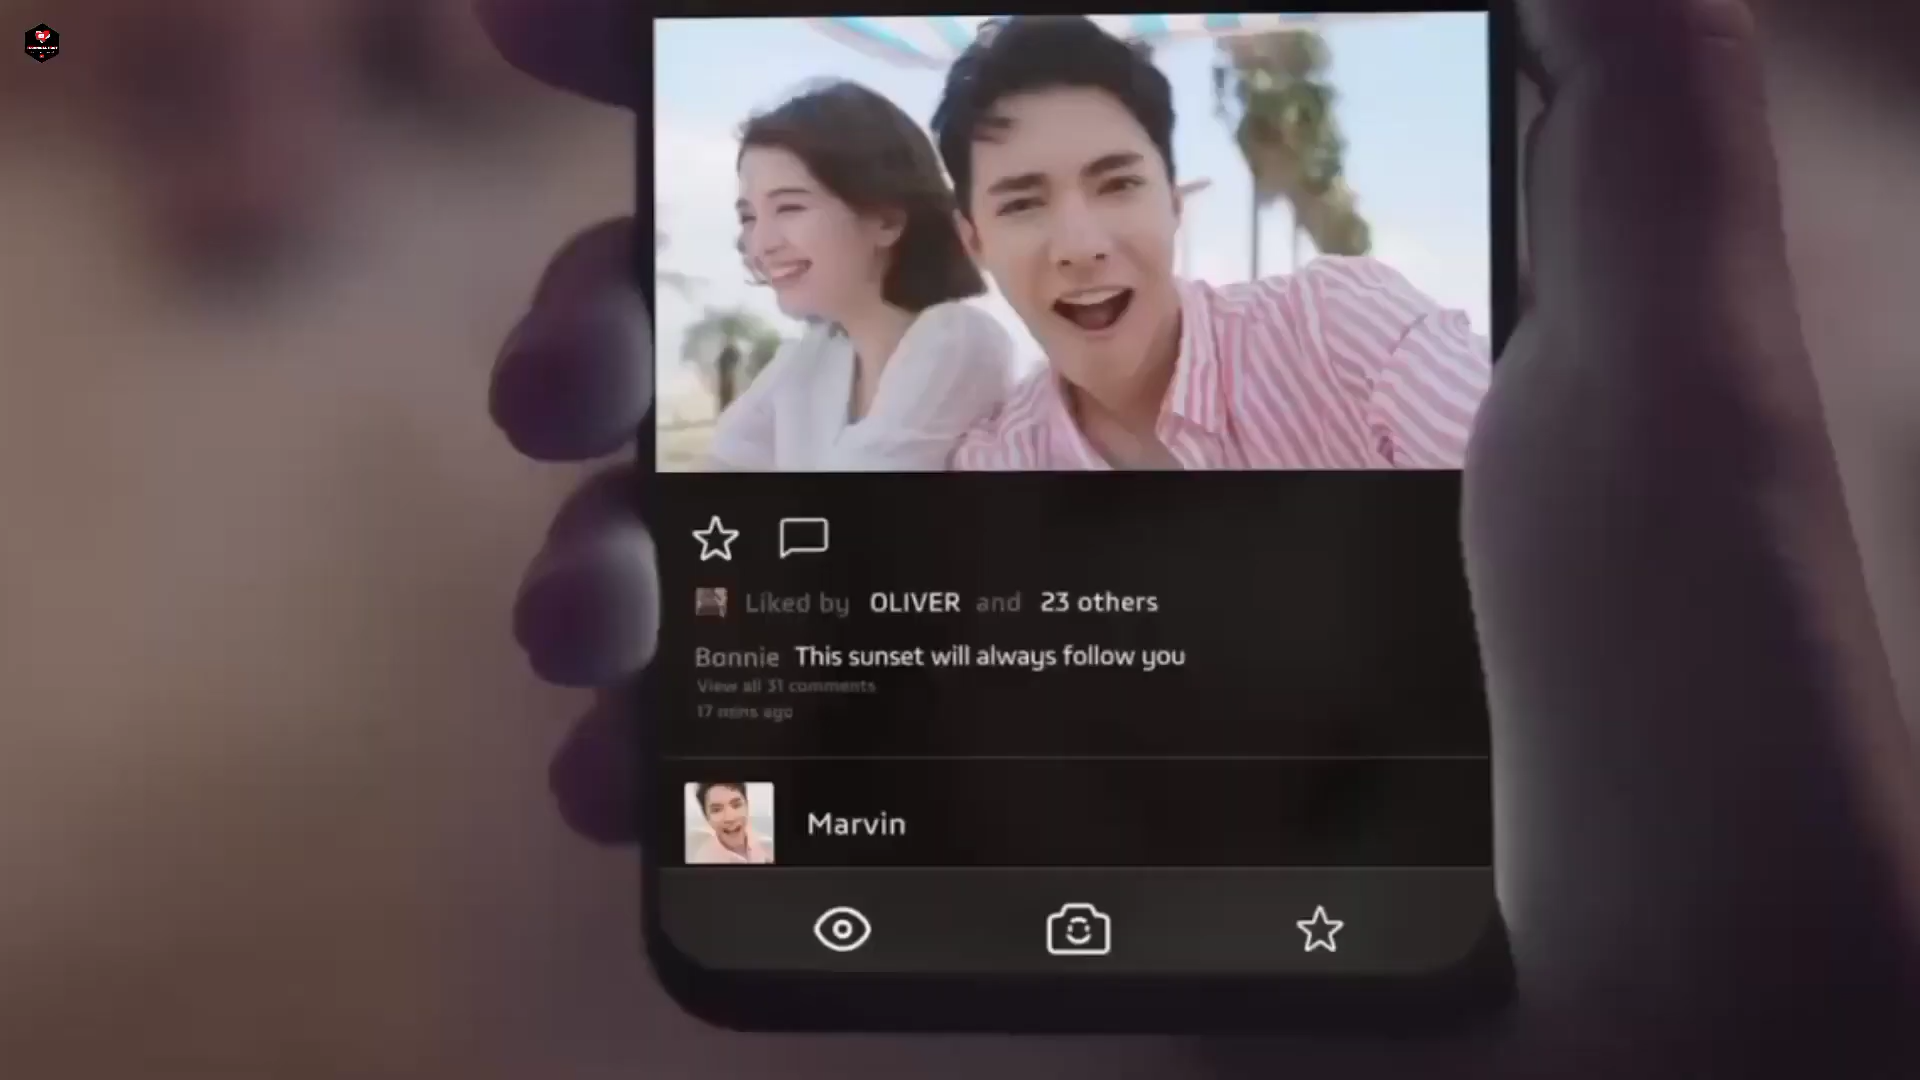 Liked by OLIVER and 23 others
Bonnie This sunset will always follow you
View all 31 comments
17 mins ago
Marvin